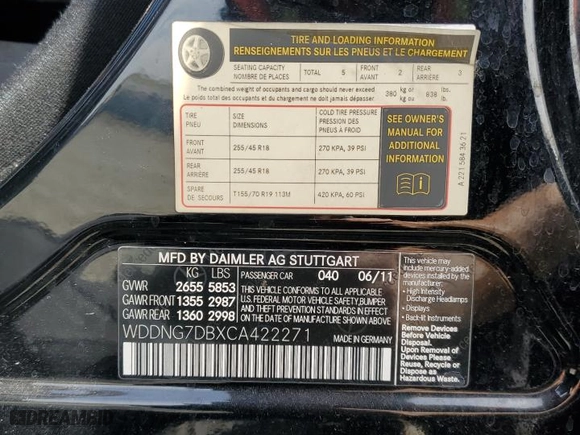 TIRE AND LOADING INFORMATION
RENSEIGNEMENTS SUR LES PNEUS ET LE CHARGEMENT
SEATING CAPACITY
NOMBRE DE PLACES
TOTAL 5
FRONT
AVANT 2
REAR
ARRIÈRE 3
The combined weight of occupants and cargo should never exceed
Le poids total des occupants et du chargement ne doit jamais dépasser
380 kg or
kg ou
838 lbs.
lb.
TIRE
PNEU
SIZE
DIMENSIONS
COLD TIRE PRESSURE
PRESSION DES
PNEUS À FROID
FRONT
AVANT
255/45 R18
270 KPA, 39 PSI
REAR
ARRIÈRE
255/45 R18
270 KPA, 39 PSI
SPARE
DE SECOURS
T155/70 R19 113M
420 KPA, 60 PSI
SEE OWNER'S
MANUAL FOR
ADDITIONAL
INFORMATION
A 221 584 36 21
MFD BY DAIMLER AG STUTTGART
KG LBS
PASSENGER CAR 040 06/11
GVWR 2655 5853
GAWR FRONT 1355 2987
GAWR REAR 1360 2998
THIS VEHICLE CONFORMS TO ALL APPLICABLE
U.S. FEDERAL MOTOR VEHICLE SAFETY, BUMPER
AND THEFT PREVENTION STANDARDS IN EFFECT
ON THE DATE OF MANUFACTURE SHOWN ABOVE.
WDDNG7DBXCA422271
MADE IN GERMANY
This vehicle may
include mercury-added
devices installed by
the manufacturer:
• High Intensity
Discharge Headlamps
• Displays
• Back-lit Instruments
Remove Devices
Before Vehicle
Disposal.
Upon Removal
of Devices Please
Reuse, Recycle
or Dispose as
Hazardous Waste.